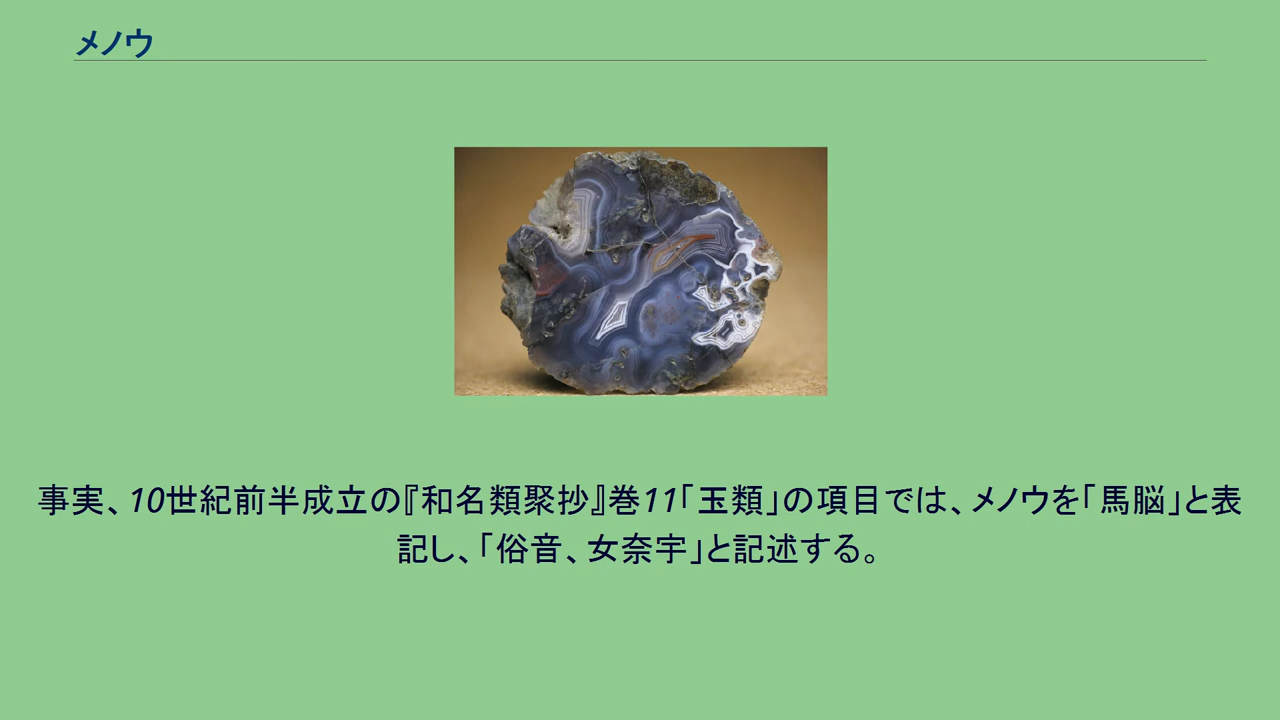 メノウ
事実、10世紀前半成立の『和名類聚抄』巻11「玉類」の項目では、メノウを「馬脳」と表
記し、「俗音、女奈宇」と記述する。